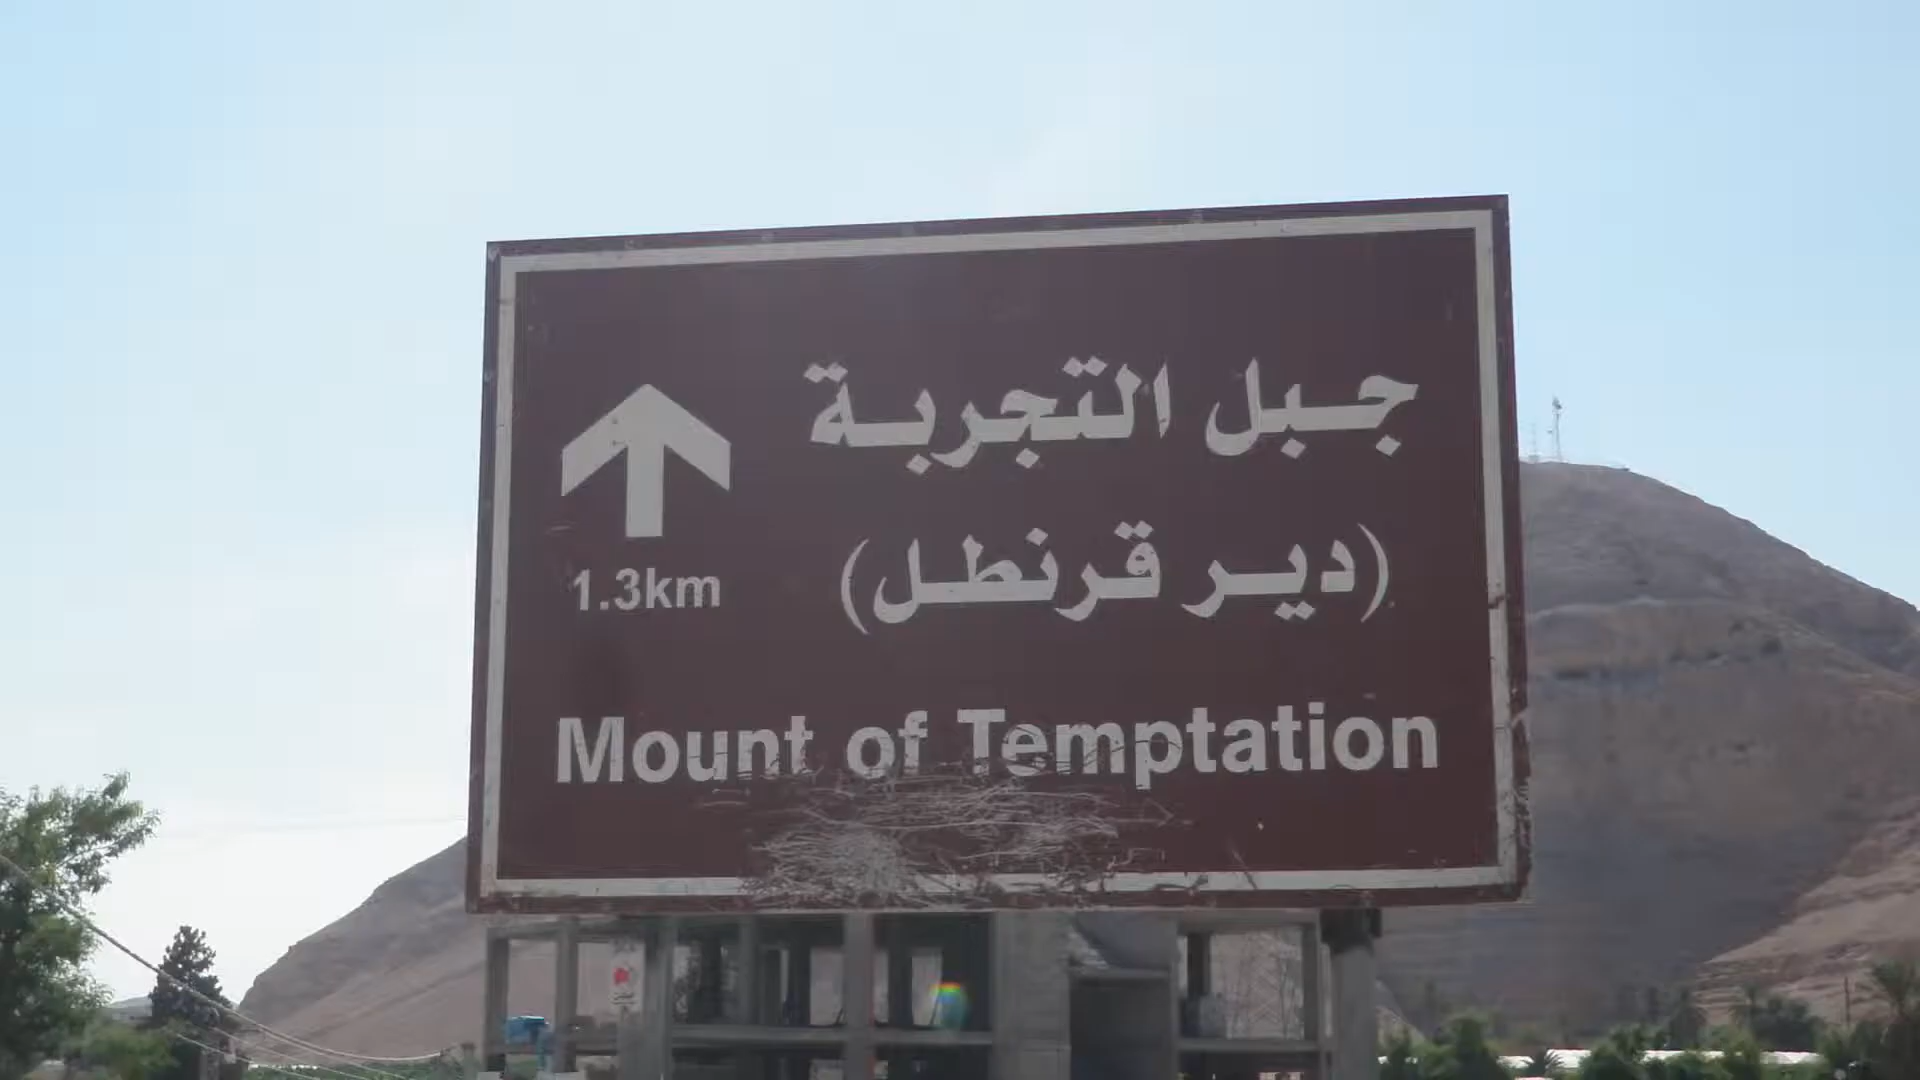 جبل التجربة
(دير قرنطل)
1.3km
Mount of Temptation